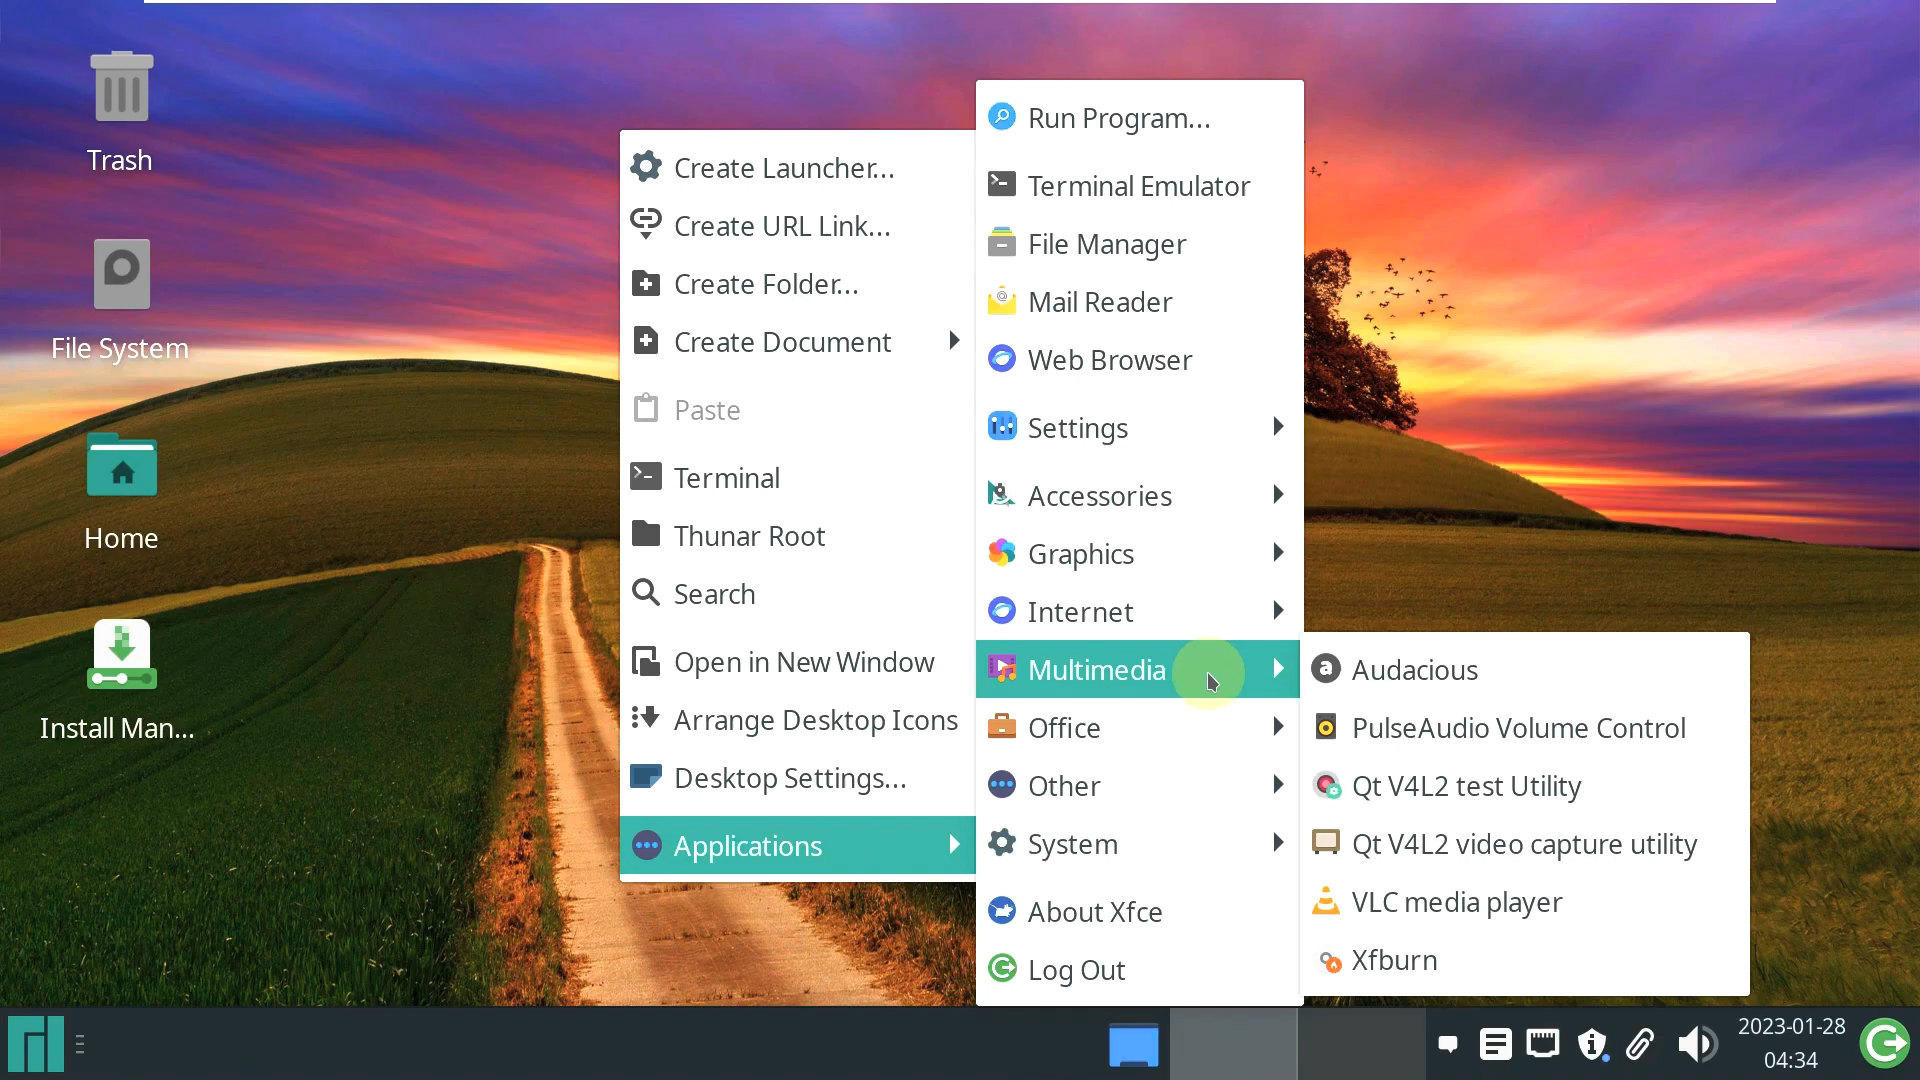 Trash
File System
Home
Install Man...
Create Launcher...
Create URL Link...
Create Folder...
Create Document
Paste
Terminal
Thunar Root
Search
Open in New Window
Arrange Desktop Icons
Desktop Settings...
Applications
Run Program...
Terminal Emulator
File Manager
Mail Reader
Web Browser
Settings
Accessories
Graphics
Internet
Multimedia
Office
Other
System
About Xfce
Log Out
Audacious
PulseAudio Volume Control
Qt V4L2 test Utility
Qt V4L2 video capture utility
VLC media player
Xfburn
2023-01-28
04:34